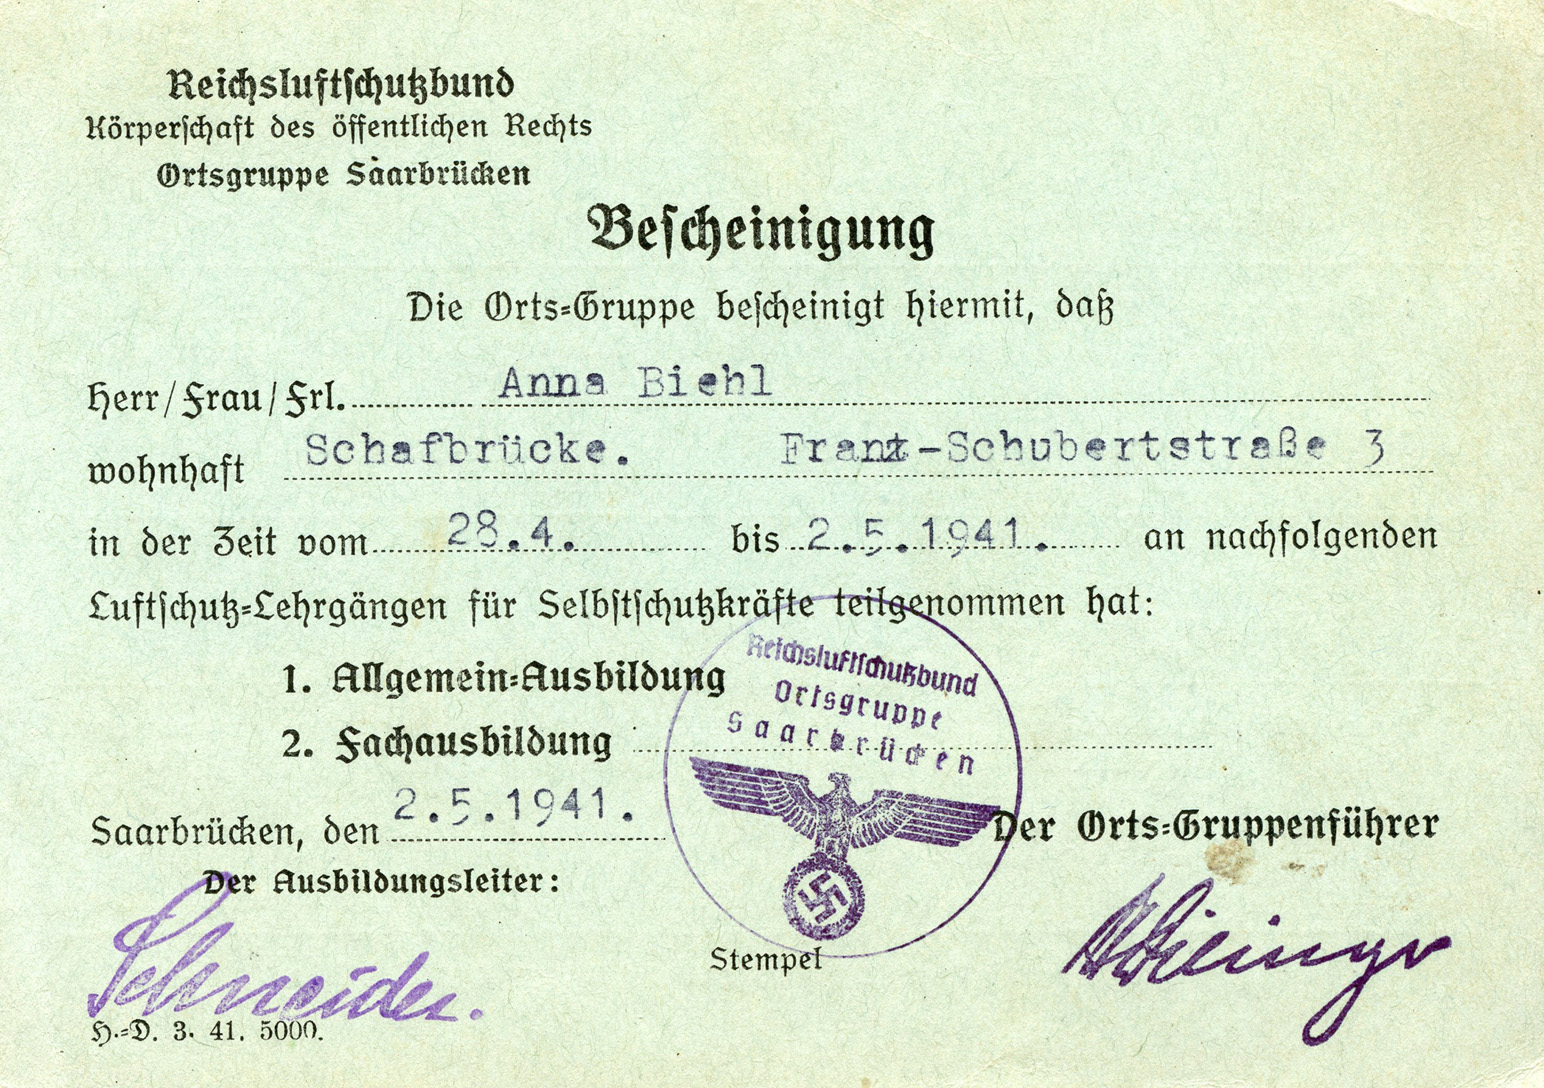 Reichsluftschutzbund
Körperschaft des öffentlichen Rechts
Ortsgruppe Saarbrücken
Bescheinigung
Die Orts=Gruppe bescheinigt hiermit, daß
Herr/Frau/Frl. Anna Biehl
wohnhaft Schafbrücke. Franz-Schubertstraße 3
in der Zeit vom 28.4. bis 2.5.1941. an nachfolgenden
Luftschutz=Lehrgängen für Selbstschutzkräfte teilgenommen hat:
1. Allgemein=Ausbildung
2. Fachausbildung
Reichsluftschutzbund
Ortsgruppe
Saarbrücken
Saarbrücken, den 2.5.1941.
Der Orts=Gruppenführer
Der Ausbildungsleiter:
Schneider.
Stempel
H.=D. 3. 41. 5000.